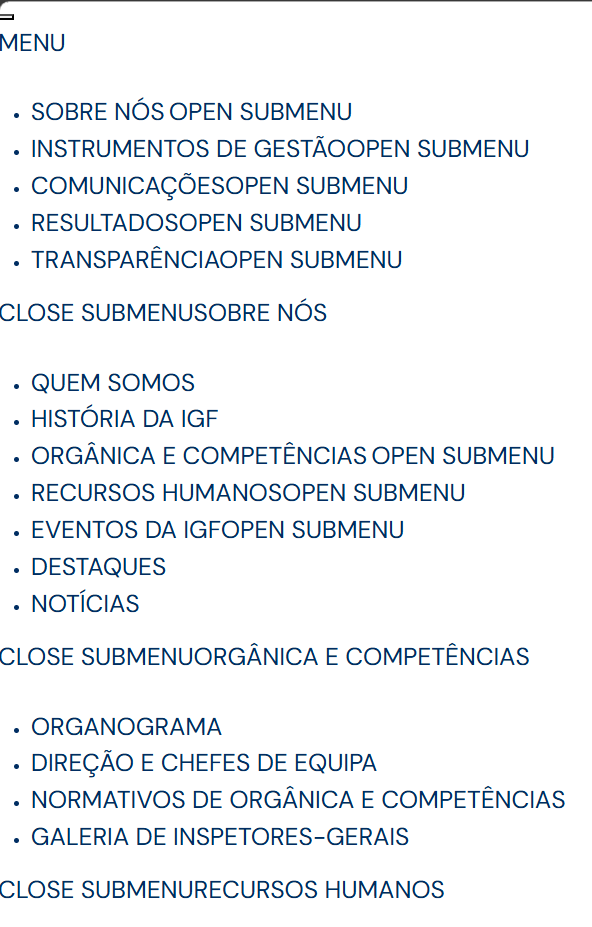 MENU
SOBRE NÓS OPEN SUBMENU
INSTRUMENTOS DE GESTÃOOPEN SUBMENU
COMUNICAÇÕESOPEN SUBMENU
RESULTADOSOPEN SUBMENU
TRANSPARÊNCIAOPEN SUBMENU
CLOSE SUBMENUSOBRE NÓS
QUEM SOMOS
HISTÓRIA DA IGF
ORGÂNICA E COMPETÊNCIAS OPEN SUBMENU
RECURSOS HUMANOSOPEN SUBMENU
EVENTOS DA IGFOPEN SUBMENU
DESTAQUES
NOTÍCIAS
CLOSE SUBMENUORGÂNICA E COMPETÊNCIAS
ORGANOGRAMA
DIREÇÃO E CHEFES DE EQUIPA
NORMATIVOS DE ORGÂNICA E COMPETÊNCIAS
GALERIA DE INSPETORES-GERAIS
CLOSE SUBMENURECURSOS HUMANOS